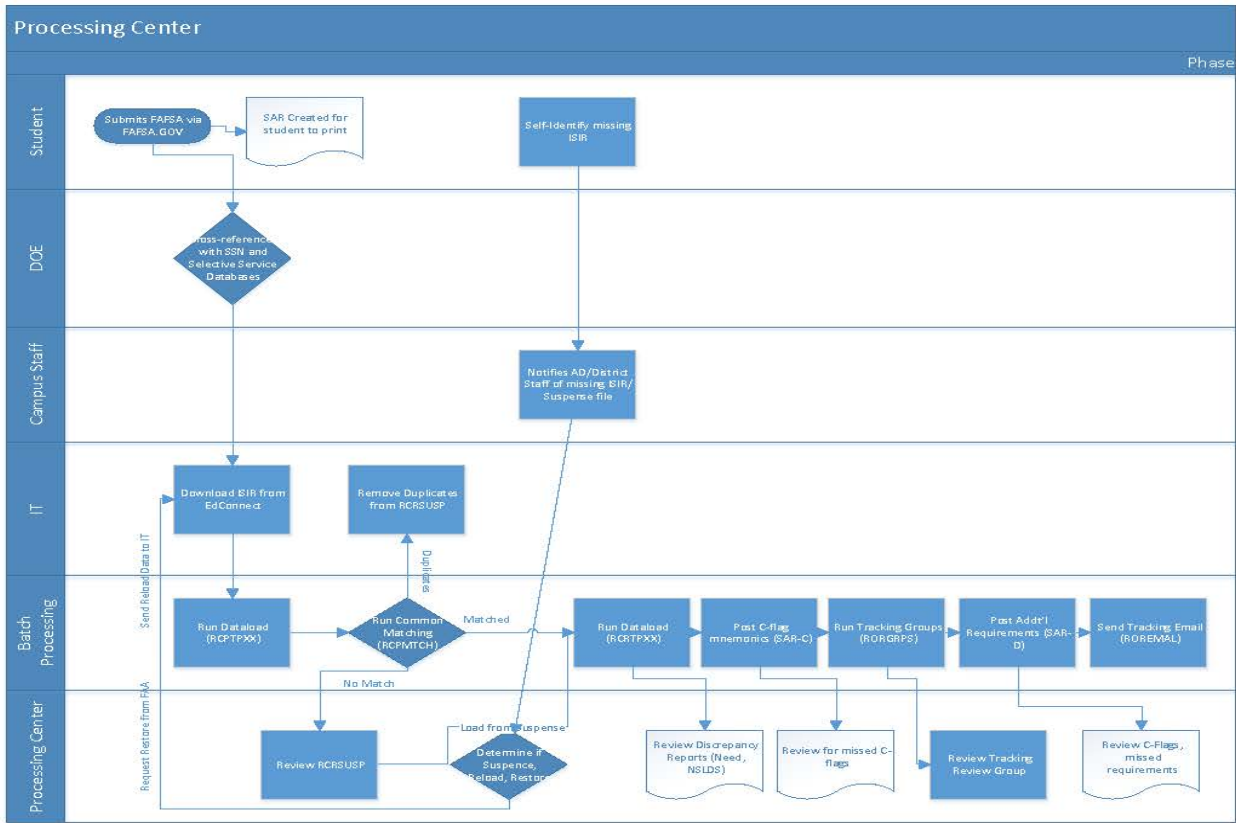 Processing Center
Phase
Student
Submits FAFSA via
FAFSA.GOV
SAR Created for
student to print
Self-Identify missing
ISIR
DOE
Cross-reference
with SSN and
Selective Service
Databases
Campus Staff
Notifies AD/District
Staff of missing ISIR/
Suspense file
IT
Download ISIR from
EdConnect
Remove Duplicates
from RCRSUSP
Send Reload Data to IT
Duplicates
Batch
Processing
Run Dataload
(RCPTPXX)
Run Common
Matching
(RCPMTCH)
Matched
No Match
Run Dataload
(RCRTPXX)
Post C-flag
mnemonics (SAR-C)
Run Tracking Groups
(RORGRPS)
Post Addt'l
Requirements (SAR-
D)
Send Tracking Email
(ROREMAL)
Processing Center
Request Restore from FAA
Review RCRSUSP
Load from Suspense
Determine if
Suspence,
Reload, Restore
Review Discrepancy
Reports (Need,
NSLDS)
Review for missed C-
flags
Review Tracking
Review Group
Review C-Flags,
missed
requirements